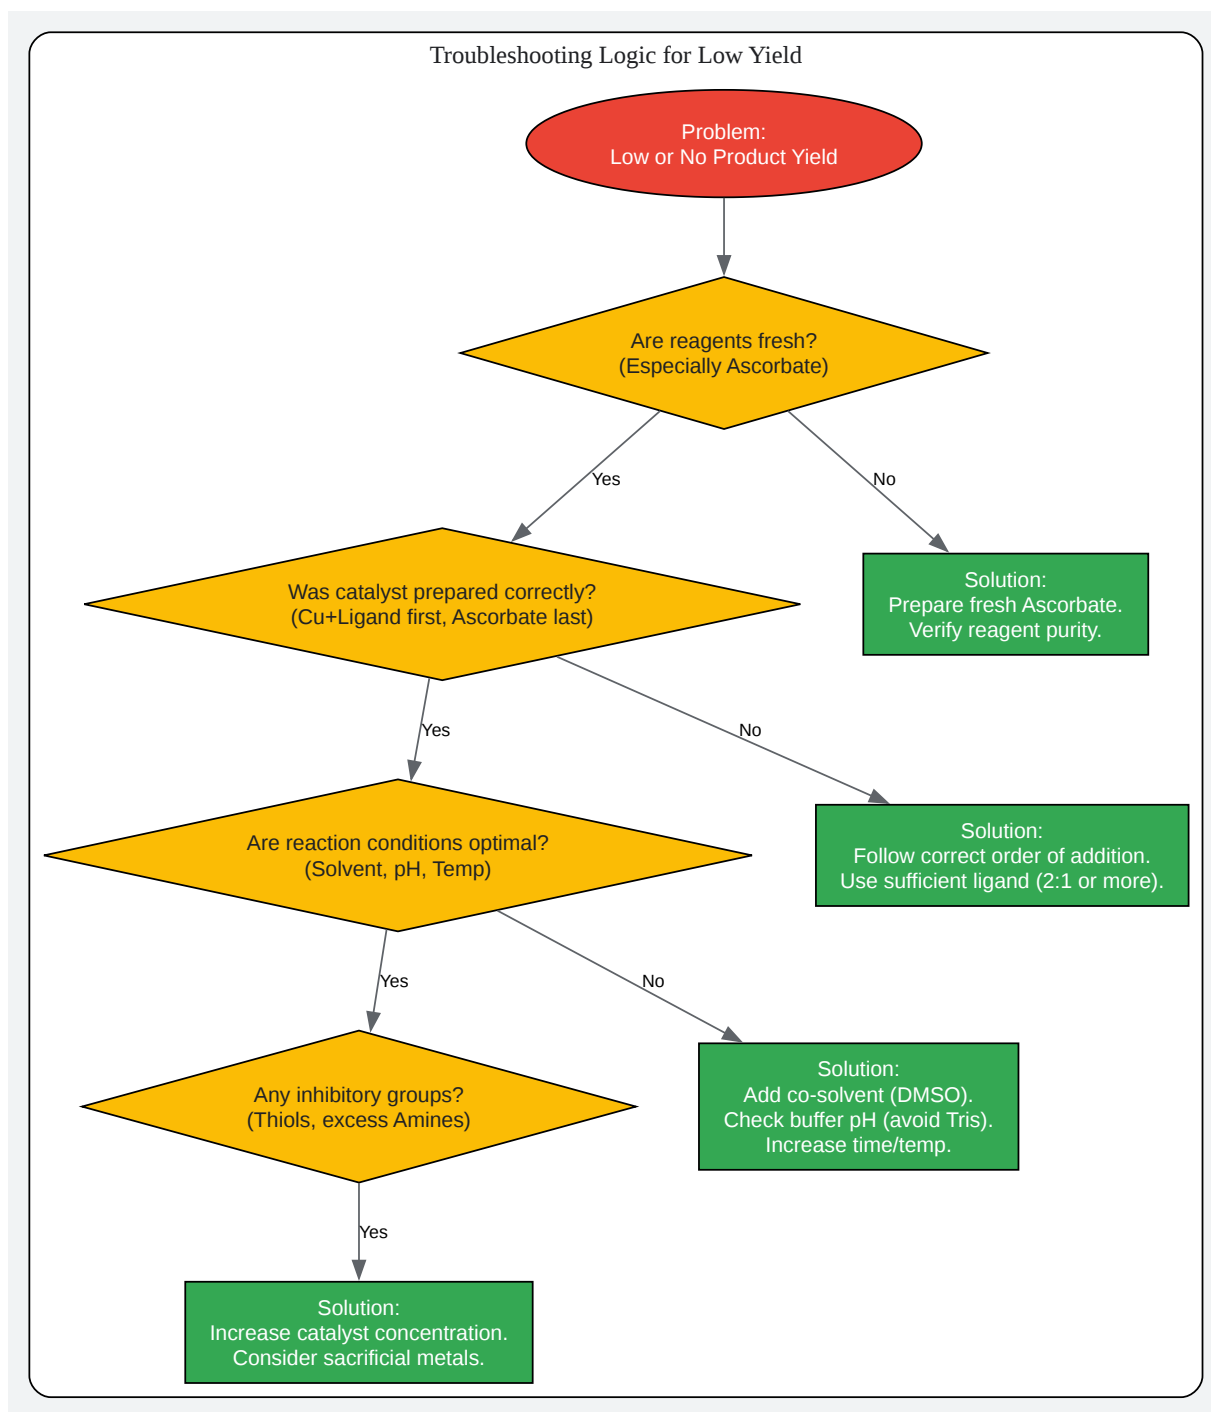 Troubleshooting Logic for Low Yield
Problem:
Low or No Product Yield
Are reagents fresh?
(Especially Ascorbate)
Yes
No
Was catalyst prepared correctly?
(Cu+Ligand first, Ascorbate last)
Solution:
Prepare fresh Ascorbate.
Verify reagent purity.
Yes
No
Are reaction conditions optimal?
(Solvent, pH, Temp)
Solution:
Follow correct order of addition.
Use sufficient ligand (2:1 or more).
Yes
No
Any inhibitory groups?
(Thiols, excess Amines)
Solution:
Add co-solvent (DMSO).
Check buffer pH (avoid Tris).
Increase time/temp.
Yes
Solution:
Increase catalyst concentration.
Consider sacrificial metals.